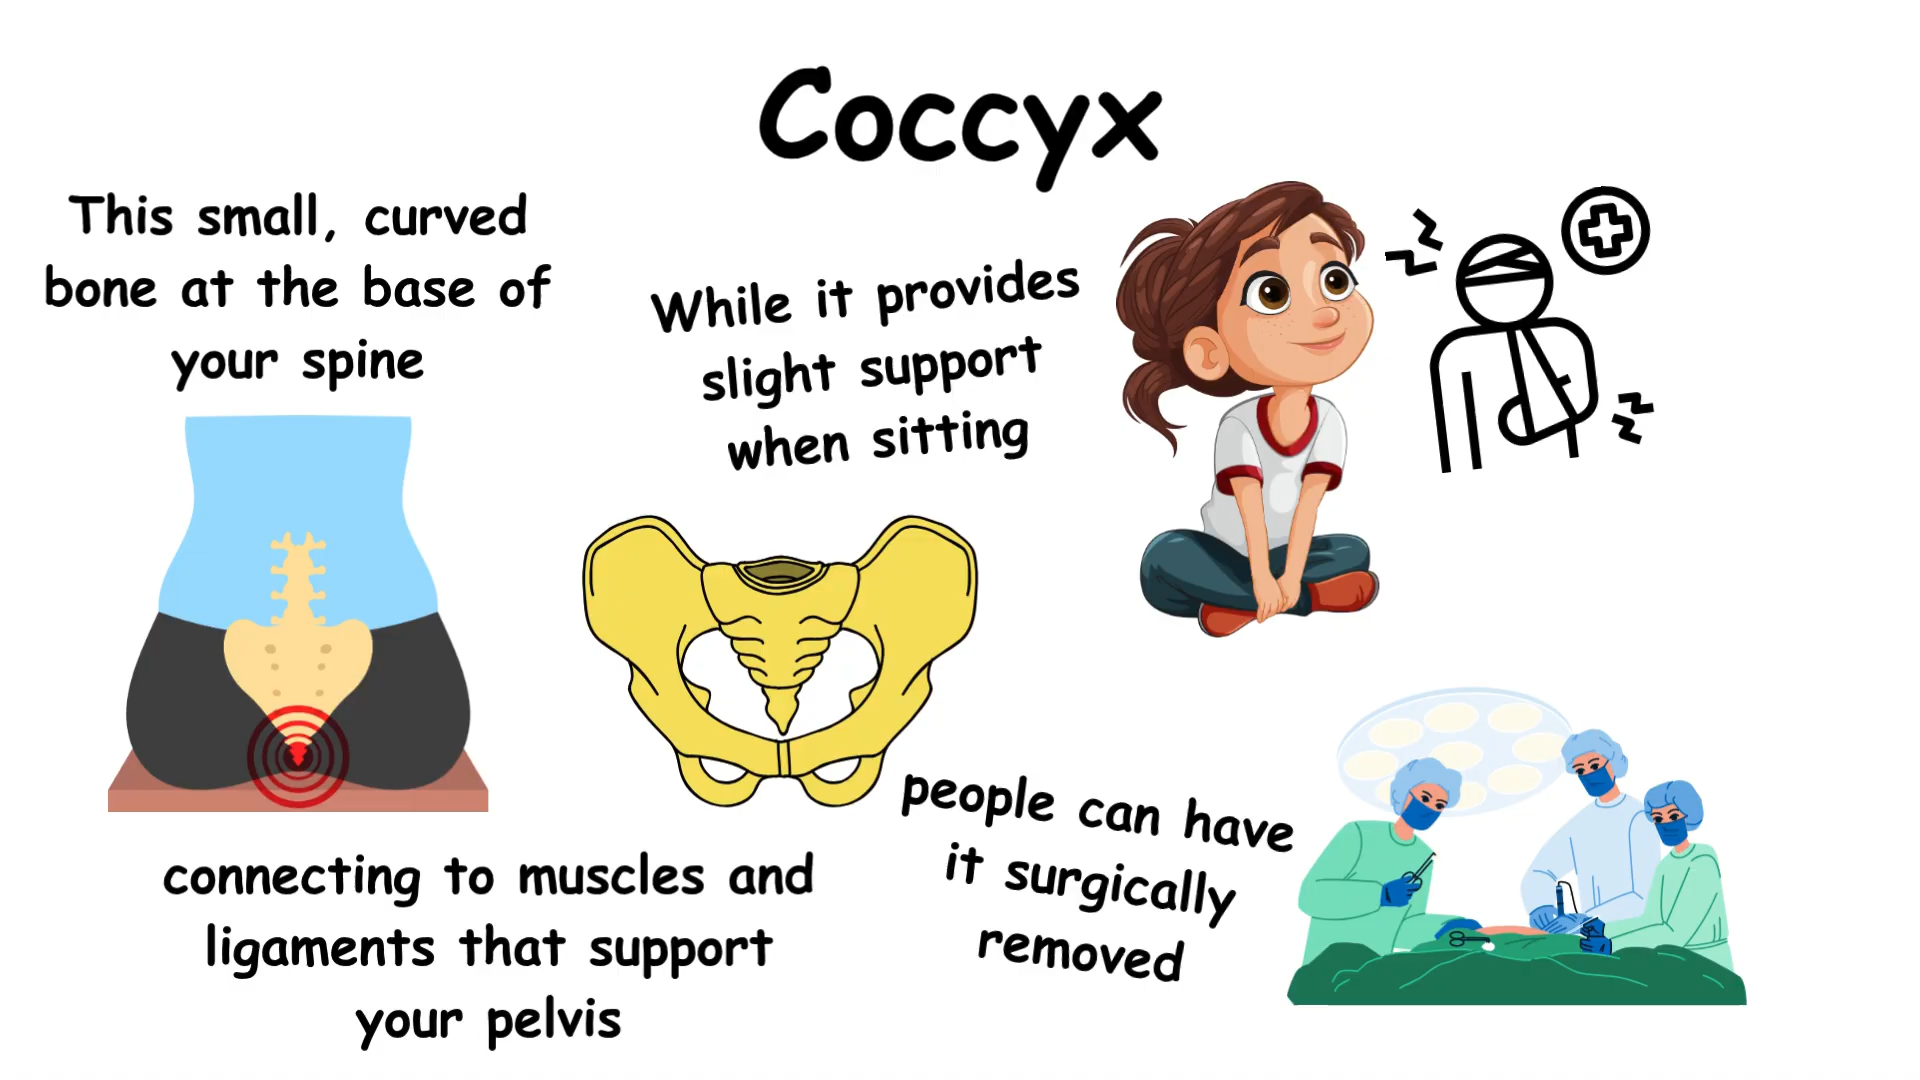 Coccyx
This small, curved
bone at the base of
your spine
While it provides
slight support
when sitting
connecting to muscles and
ligaments that support
your pelvis
people can have
it surgically
removed